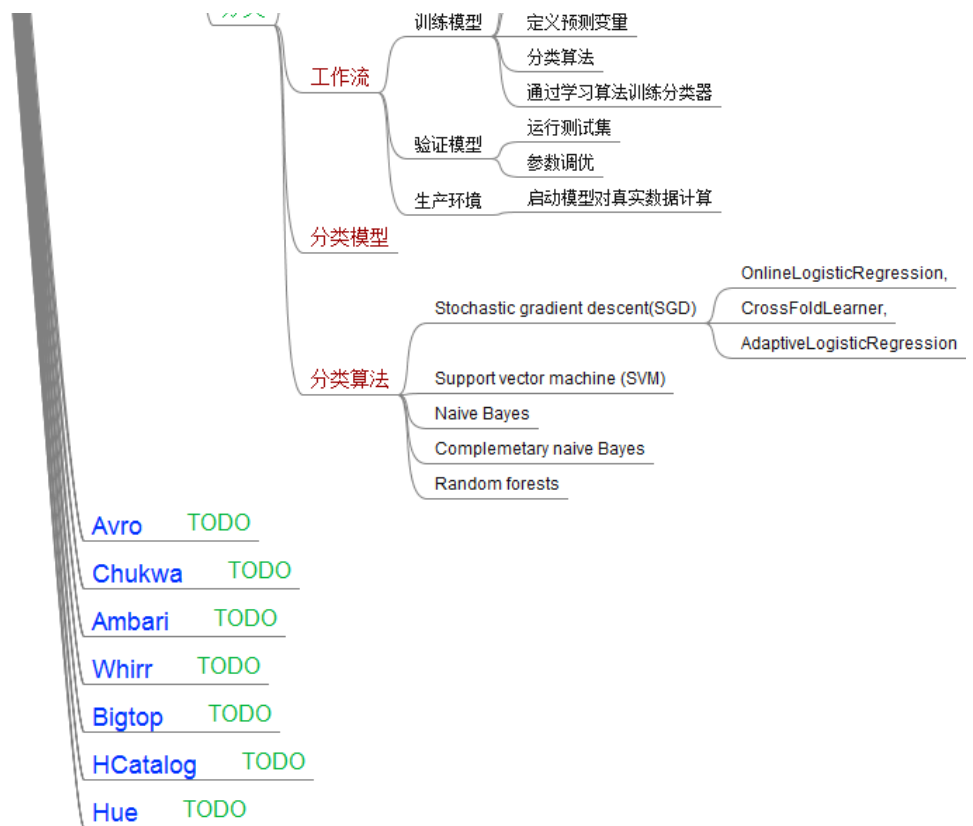 分类
训练模型
定义预测变量
分类算法
通过学习算法训练分类器
工作流
验证模型
运行测试集
参数调优
生产环境
启动模型对真实数据计算
分类模型
分类算法
Stochastic gradient descent(SGD)
OnlineLogisticRegression,
CrossFoldLearner,
AdaptiveLogisticRegression
Support vector machine (SVM)
Naive Bayes
Complemetary naive Bayes
Random forests
Avro TODO
Chukwa TODO
Ambari TODO
Whirr TODO
Bigtop TODO
HCatalog TODO
Hue TODO